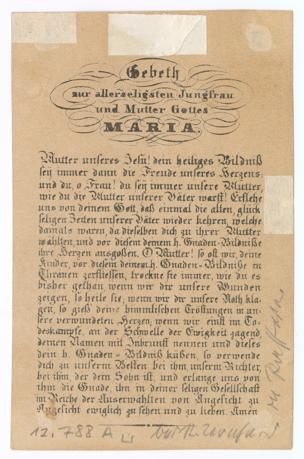 Gebeth
zur allerseligsten Jungfrau
und Mutter Gottes
MARIA.
Mutter unseres Jesu! dein heiliges Bildniß
sey immer dann die Freude unseres Herzens
und du, o Frau! du sey immer unsere Mutter,
wie du die Mutter unserer Väter warst! Erflehe
uns von deinem Gott, daß einmal die alten, glück
seligen Zeiten unserer Väter wieder kehren, welche
damals waren, da dieselben dich zu ihrer Mutter
wählten, und vor diesem deinem h. Gnaden-Bildniße
ihre Herzen ausgoßen. O Mutter! so oft wir, deine
Kinder, vor diesem deinem h. Gnaden-Bildniße in
Thränen zerfliessen, trockne sie immer, wie du es
bisher gethan, wenn wir dir unsere Wunden
zeigen, so heile sie, wenn wir dir unsere Noth kla
gen, so gieß deine himmlischen Tröstungen in un
sere verwundeten Herzen, wenn wir einst im To-
deskampfe, an der Schwelle der Ewigkeit zagend
deinen Namen mit Inbrunst nennen und dieses
dein h. Gnaden-Bildniß küßen, so verwende
dich zu unserm Besten bei ihm, unserm Richter,
bei ihm, der dein Sohn ist, und erlange uns von
ihm die Gnade, ihn in deiner seligen Gesellschaft
im Reiche der Auserwählten von Angesicht zu
Angesicht ewiglich zu sehen und zu lieben. Amen
12.788 A